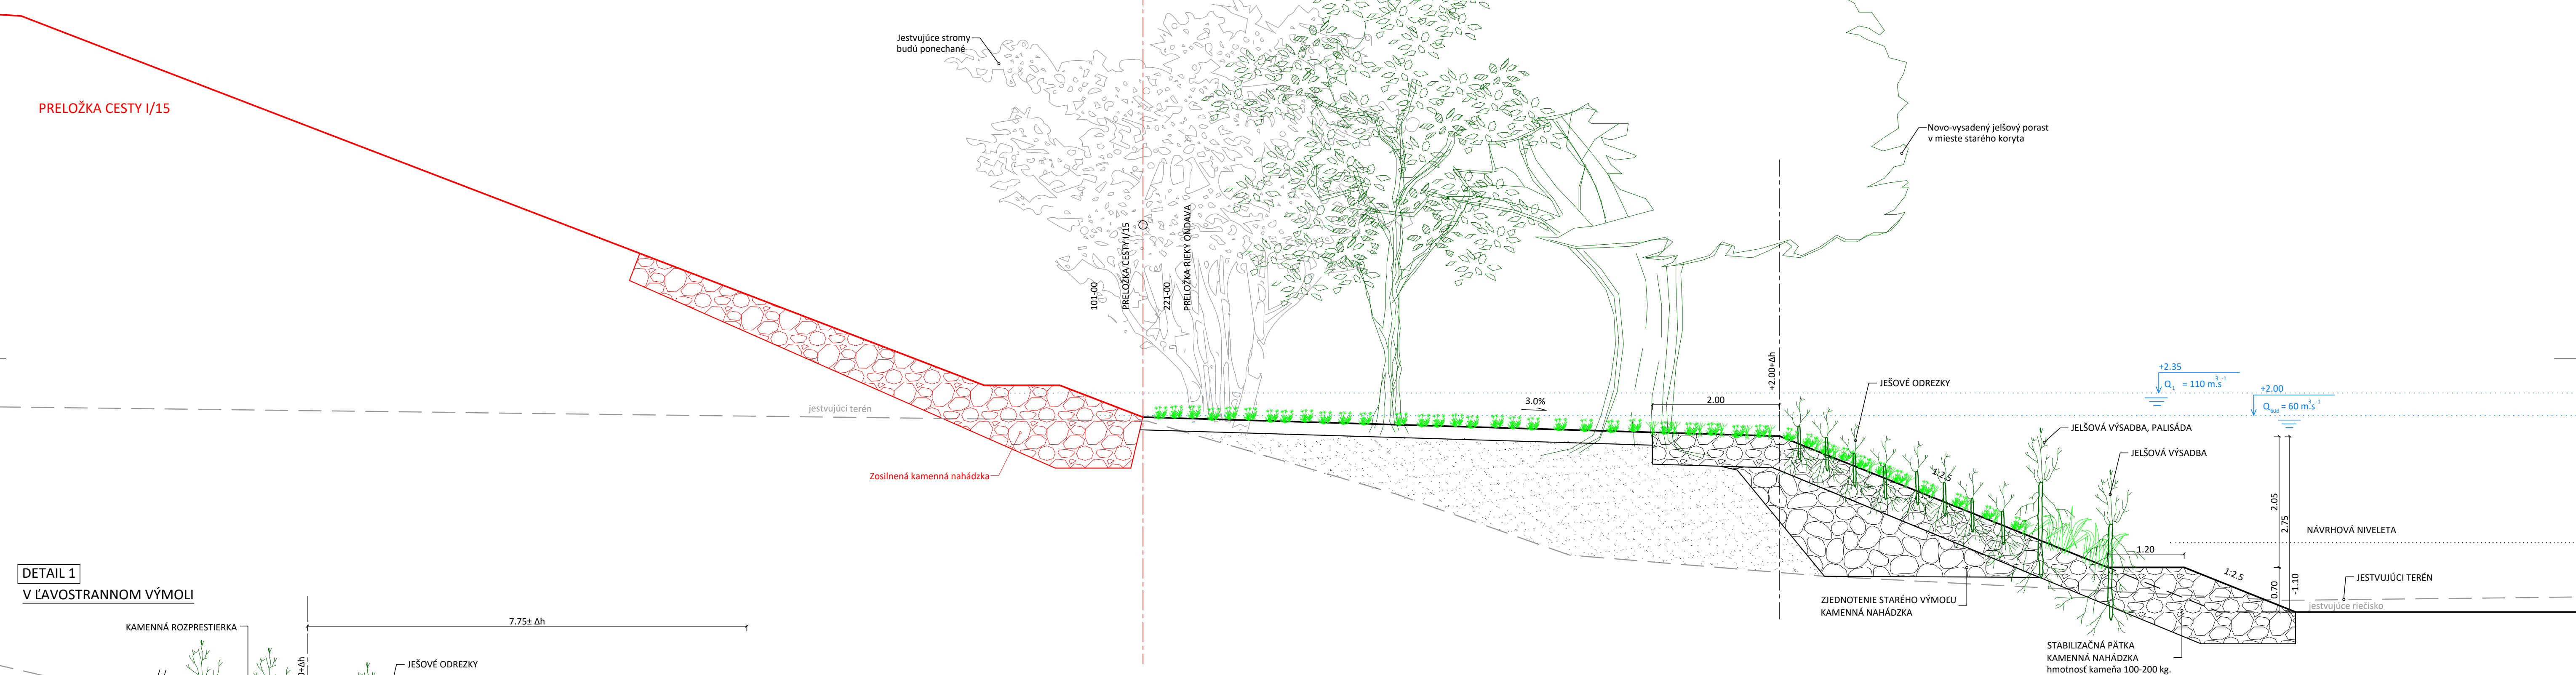 Jestvujúce stromy
budú ponechané
PRELOŽKA CESTY I/15
Novo-vysadený jelšový porast
v mieste starého koryta
101-00
PRELOŽKA CESTY I/15
221-00
PRELOŽKA RIEKY ONDAVA
+2.00+Δh
+2.35
Q1 = 110 m3.s-1
+2.00
Q60d = 60 m3.s-1
JEŠOVÉ ODREZKY
2.00
3.0%
jestvujúci terén
JELŠOVÁ VÝSADBA, PALISÁDA
JELŠOVÁ VÝSADBA
1:2.5
Zosilnená kamenná nahádzka
2.05
2.75
NÁVRHOVÁ NIVELETA
1.20
1:2.5
0.70
-1.10
JESTVUJÚCI TERÉN
jestvujúce riečisko
ZJEDNOTENIE STARÉHO VÝMOĽU
KAMENNÁ NAHÁDZKA
STABILIZAČNÁ PÄTKA
KAMENNÁ NAHÁDZKA
hmotnosť kameňa 100-200 kg.
DETAIL 1
V ĽAVOSTRANNOM VÝMOLI
KAMENNÁ ROZPRESTIERKA
7.75± Δh
JEŠOVÉ ODREZKY